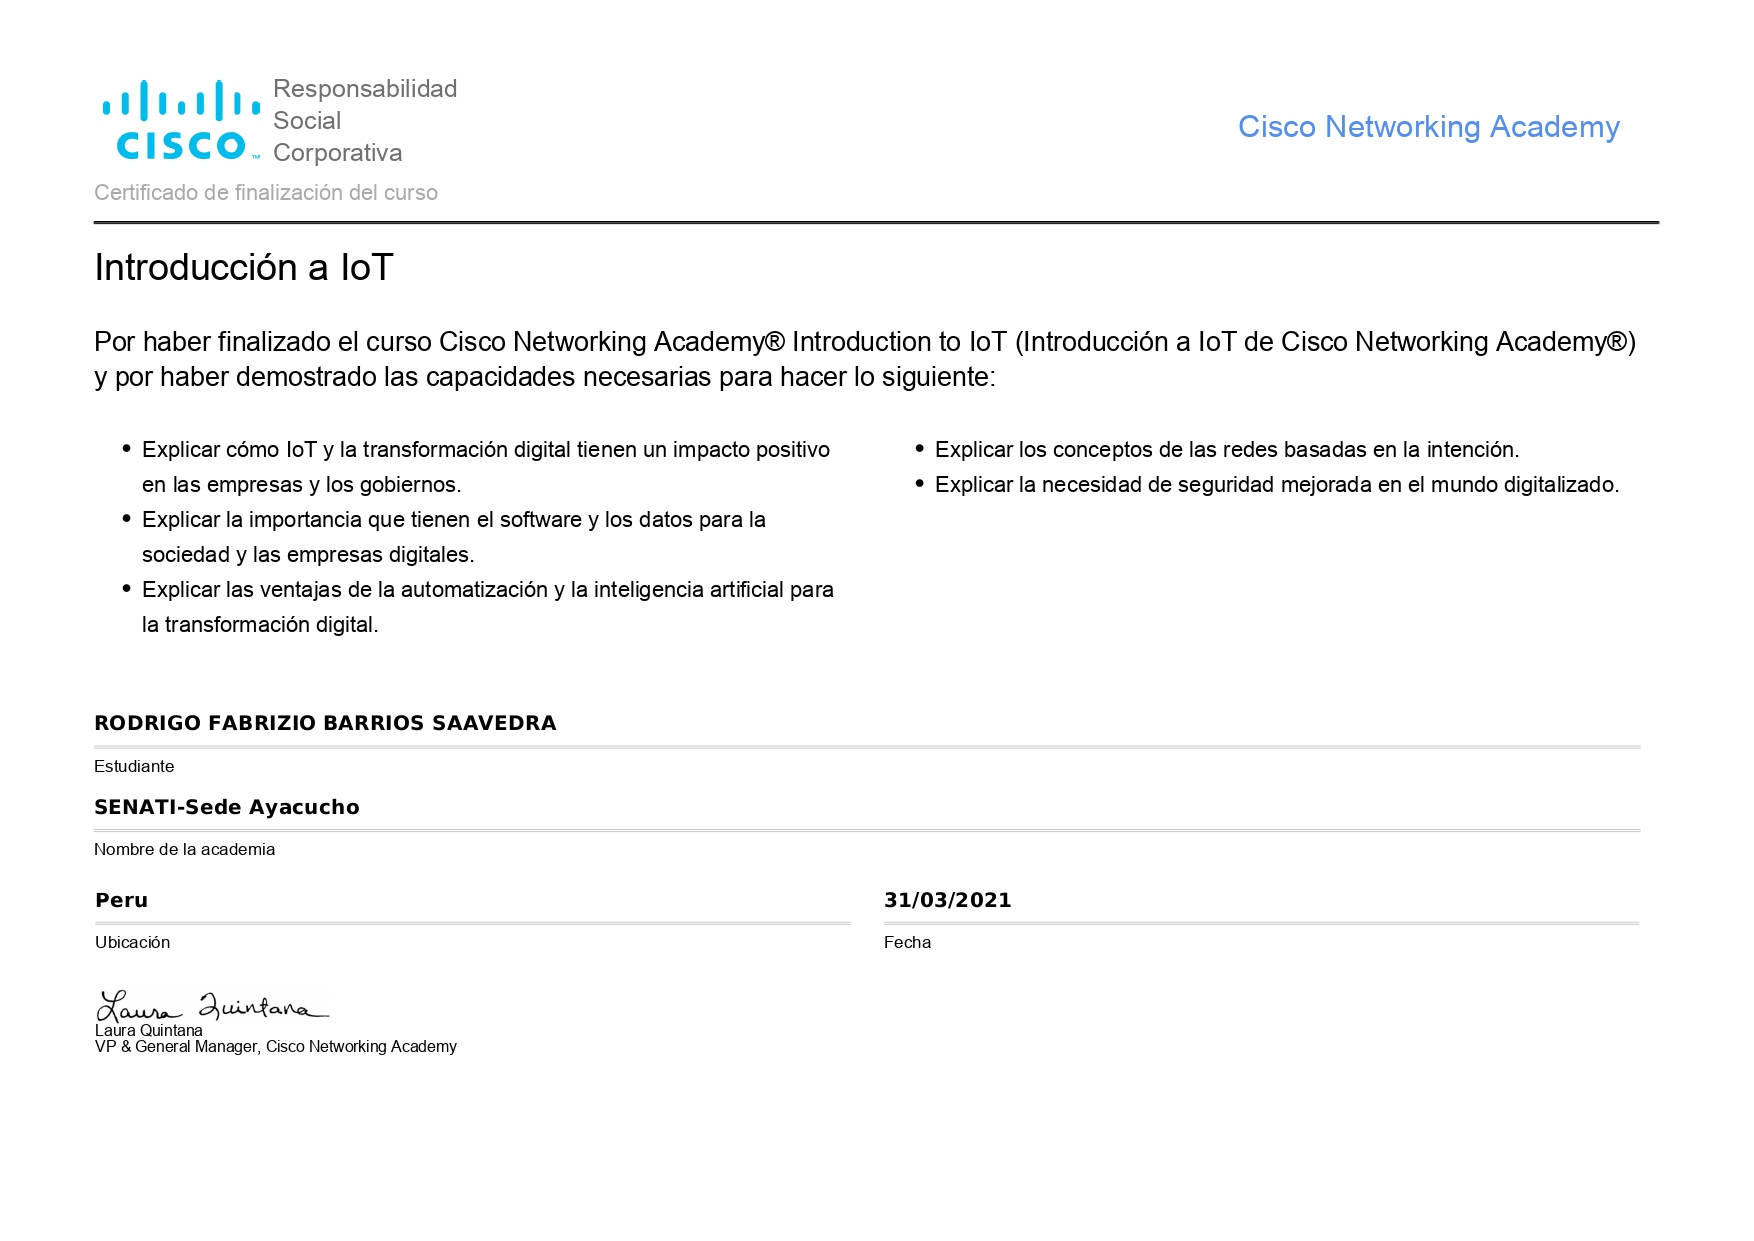 CISCO™
Responsabilidad
Social
Corporativa
Cisco Networking Academy
Certificado de finalización del curso
Introducción a IoT
Por haber finalizado el curso Cisco Networking Academy® Introduction to IoT (Introducción a IoT de Cisco Networking Academy®)
y por haber demostrado las capacidades necesarias para hacer lo siguiente:
• Explicar cómo IoT y la transformación digital tienen un impacto positivo
en las empresas y los gobiernos.
• Explicar la importancia que tienen el software y los datos para la
sociedad y las empresas digitales.
• Explicar las ventajas de la automatización y la inteligencia artificial para
la transformación digital.
• Explicar los conceptos de las redes basadas en la intención.
• Explicar la necesidad de seguridad mejorada en el mundo digitalizado.
RODRIGO FABRIZIO BARRIOS SAAVEDRA
Estudiante
SENATI-Sede Ayacucho
Nombre de la academia
Peru
Ubicación
31/03/2021
Fecha
Laura Quintana
Laura Quintana
VP & General Manager, Cisco Networking Academy